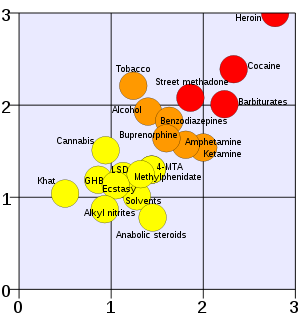 3
Heroin
Cocaine
Tobacco
Street methadone
Barbiturates
2
Alcohol
Benzodiazepines
Buprenorphine
Amphetamine
Cannabis
Ketamine
LSD
4-MTA
Methylphenidate
Khat
GHB
Ecstasy
1
Solvents
Alkyl nitrites
Anabolic steroids
0
0
1
2
3